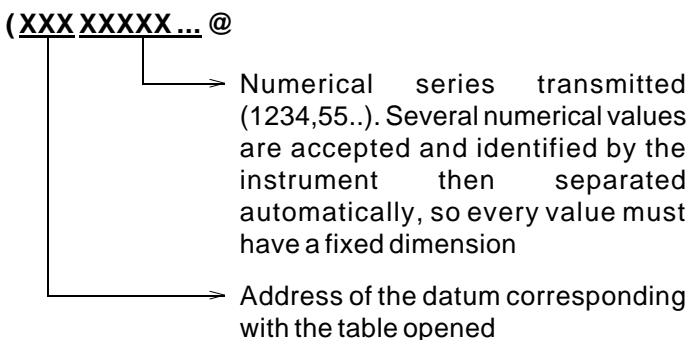 (XXX XXXXX ... @
Numerical series transmitted
(1234,55..). Several numerical values
are accepted and identified by the
instrument then separated
automatically, so every value must
have a fixed dimension
Address of the datum corresponding
with the table opened